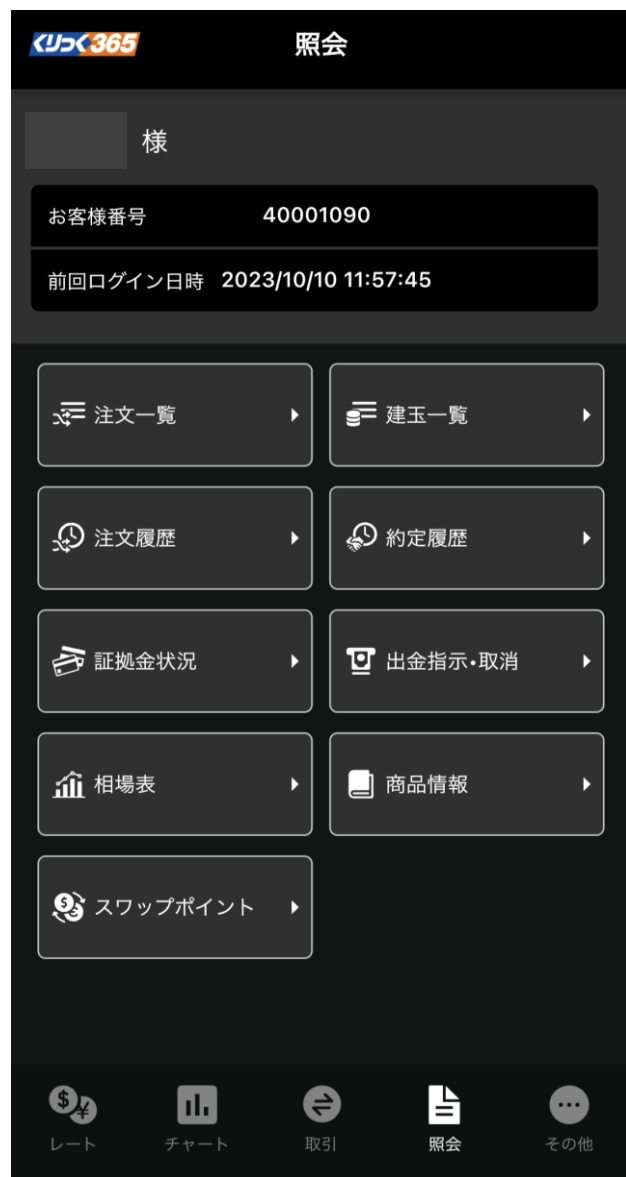 くりっく365
照会
様
お客様番号 40001090
前回ログイン日時 2023/10/10 11:57:45
注文一覧
建玉一覧
注文履歴
約定履歴
証拠金状況
出金指示・取消
相場表
商品情報
スワップポイント
レート
チャート
取引
照会
その他